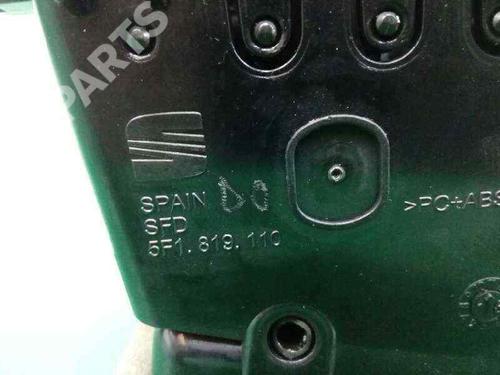 PARTS
SPAIN
SFD
5F1.819.110
>PC+ABS